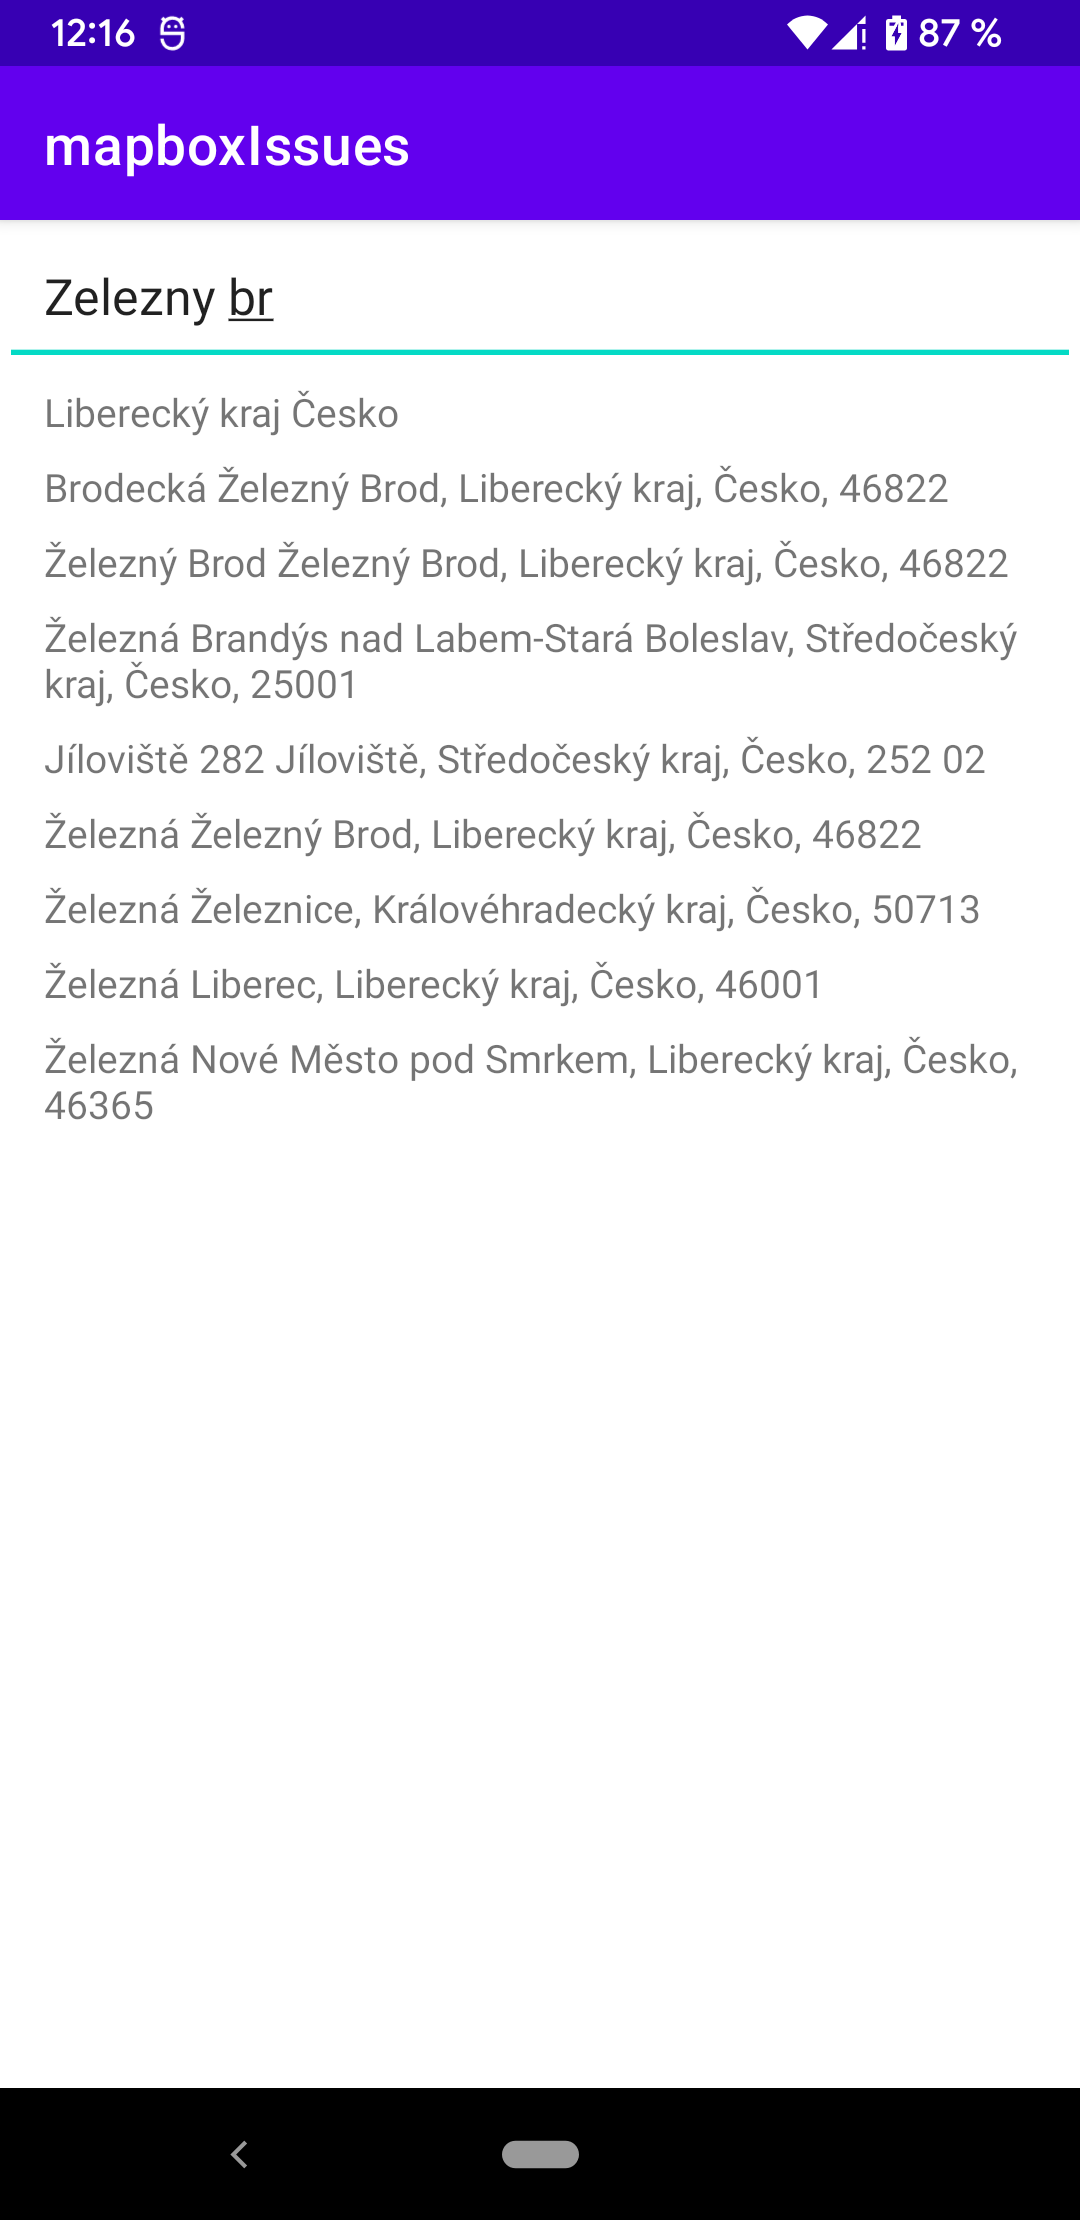 12:16 87 %
mapboxIssues
Zelezny br
Liberecký kraj Česko
Brodecká Železný Brod, Liberecký kraj, Česko, 46822
Železný Brod Železný Brod, Liberecký kraj, Česko, 46822
Železná Brandýs nad Labem-Stará Boleslav, Středočeský
kraj, Česko, 25001
Jíloviště 282 Jíloviště, Středočeský kraj, Česko, 252 02
Železná Železný Brod, Liberecký kraj, Česko, 46822
Železná Železnice, Královéhradecký kraj, Česko, 50713
Železná Liberec, Liberecký kraj, Česko, 46001
Železná Nové Město pod Smrkem, Liberecký kraj, Česko,
46365